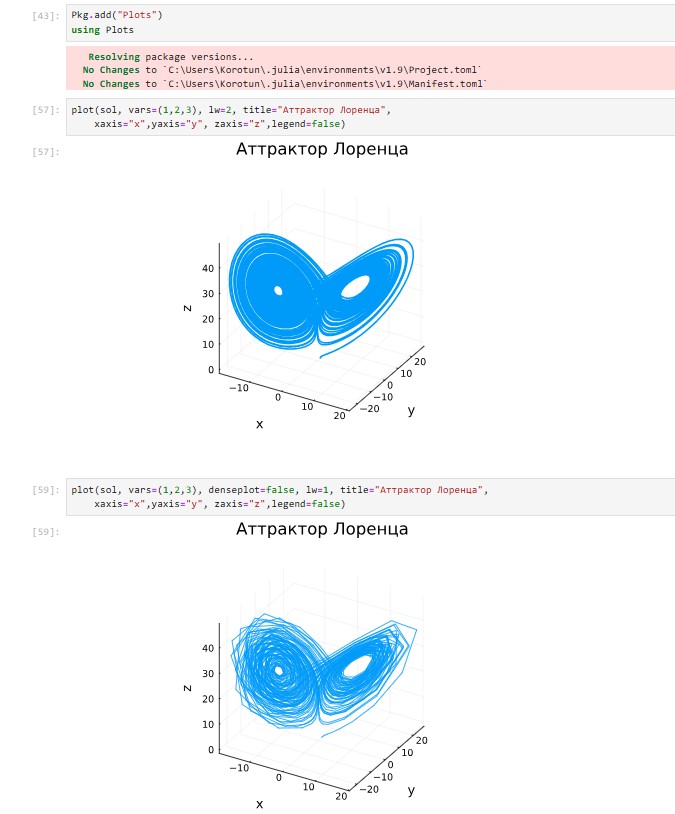 [43]: Pkg.add("Plots")
using Plots
Resolving package versions...
No Changes to `C:\Users\Korotun\.julia\environments\v1.9\Project.toml`
No Changes to `C:\Users\Korotun\.julia\environments\v1.9\Manifest.toml`
[57]: plot(sol, vars=(1,2,3), lw=2, title="Аттрактор Лоренца",
xaxis="x",yaxis="y", zaxis="z",legend=false)
[57]:
Аттрактор Лоренца
40
30
z
20
10
0
−10
0
10
20
x
20
10
0
−10
−20
y
[59]: plot(sol, vars=(1,2,3), denseplot=false, lw=1, title="Аттрактор Лоренца",
xaxis="x",yaxis="y", zaxis="z",legend=false)
[59]:
Аттрактор Лоренца
40
30
z
20
10
0
−10
0
10
20
x
20
10
0
−10
−20
y